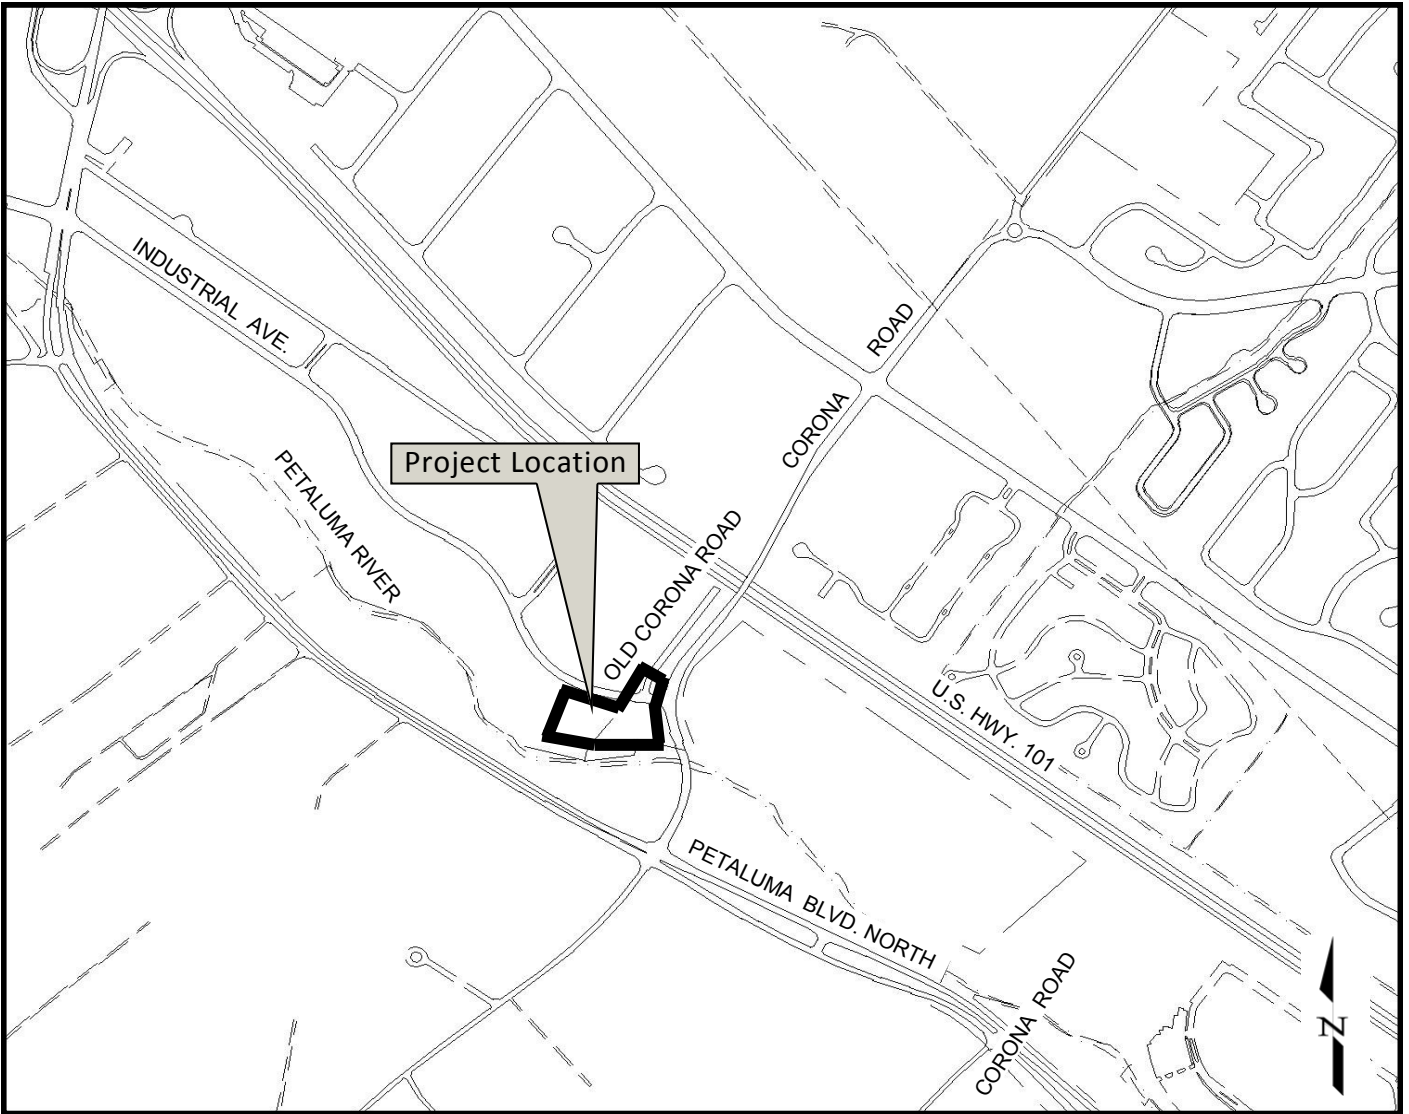 INDUSTRIAL AVE.
ROAD
CORONA
PETALUMA RIVER
Project Location
OLD CORONA ROAD
U.S. HWY. 101
PETALUMA BLVD. NORTH
CORONA ROAD
N